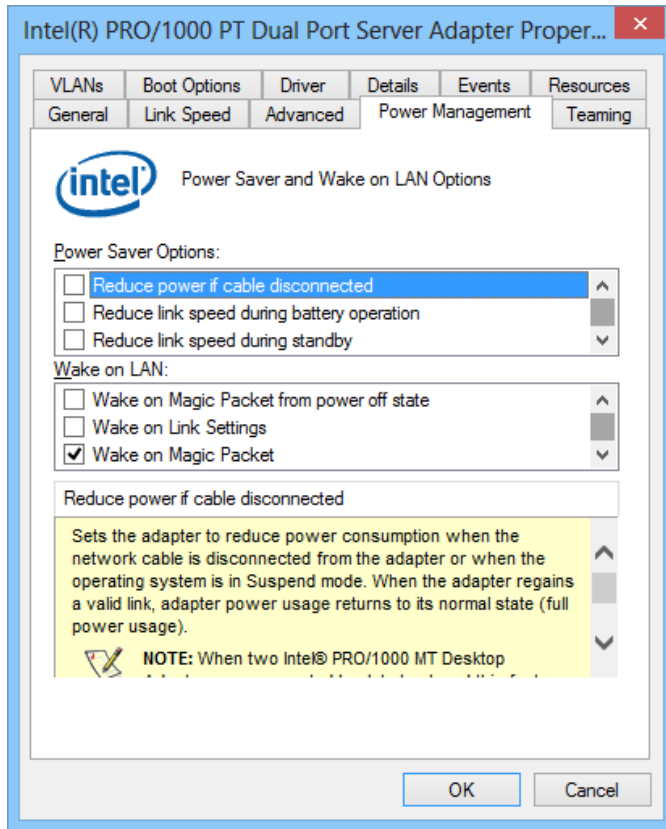 Intel(R) PRO/1000 PT Dual Port Server Adapter Proper...
VLANs Boot Options Driver Details Events Resources
General Link Speed Advanced Power Management Teaming
intel
Power Saver and Wake on LAN Options
Power Saver Options:
Reduce power if cable disconnected
Reduce link speed during battery operation
Reduce link speed during standby
Wake on LAN:
Wake on Magic Packet from power off state
Wake on Link Settings
Wake on Magic Packet
Reduce power if cable disconnected
Sets the adapter to reduce power consumption when the
network cable is disconnected from the adapter or when the
operating system is in Suspend mode. When the adapter regains
a valid link, adapter power usage returns to its normal state (full
power usage).
NOTE: When two Intel® PRO/1000 MT Desktop
OK Cancel